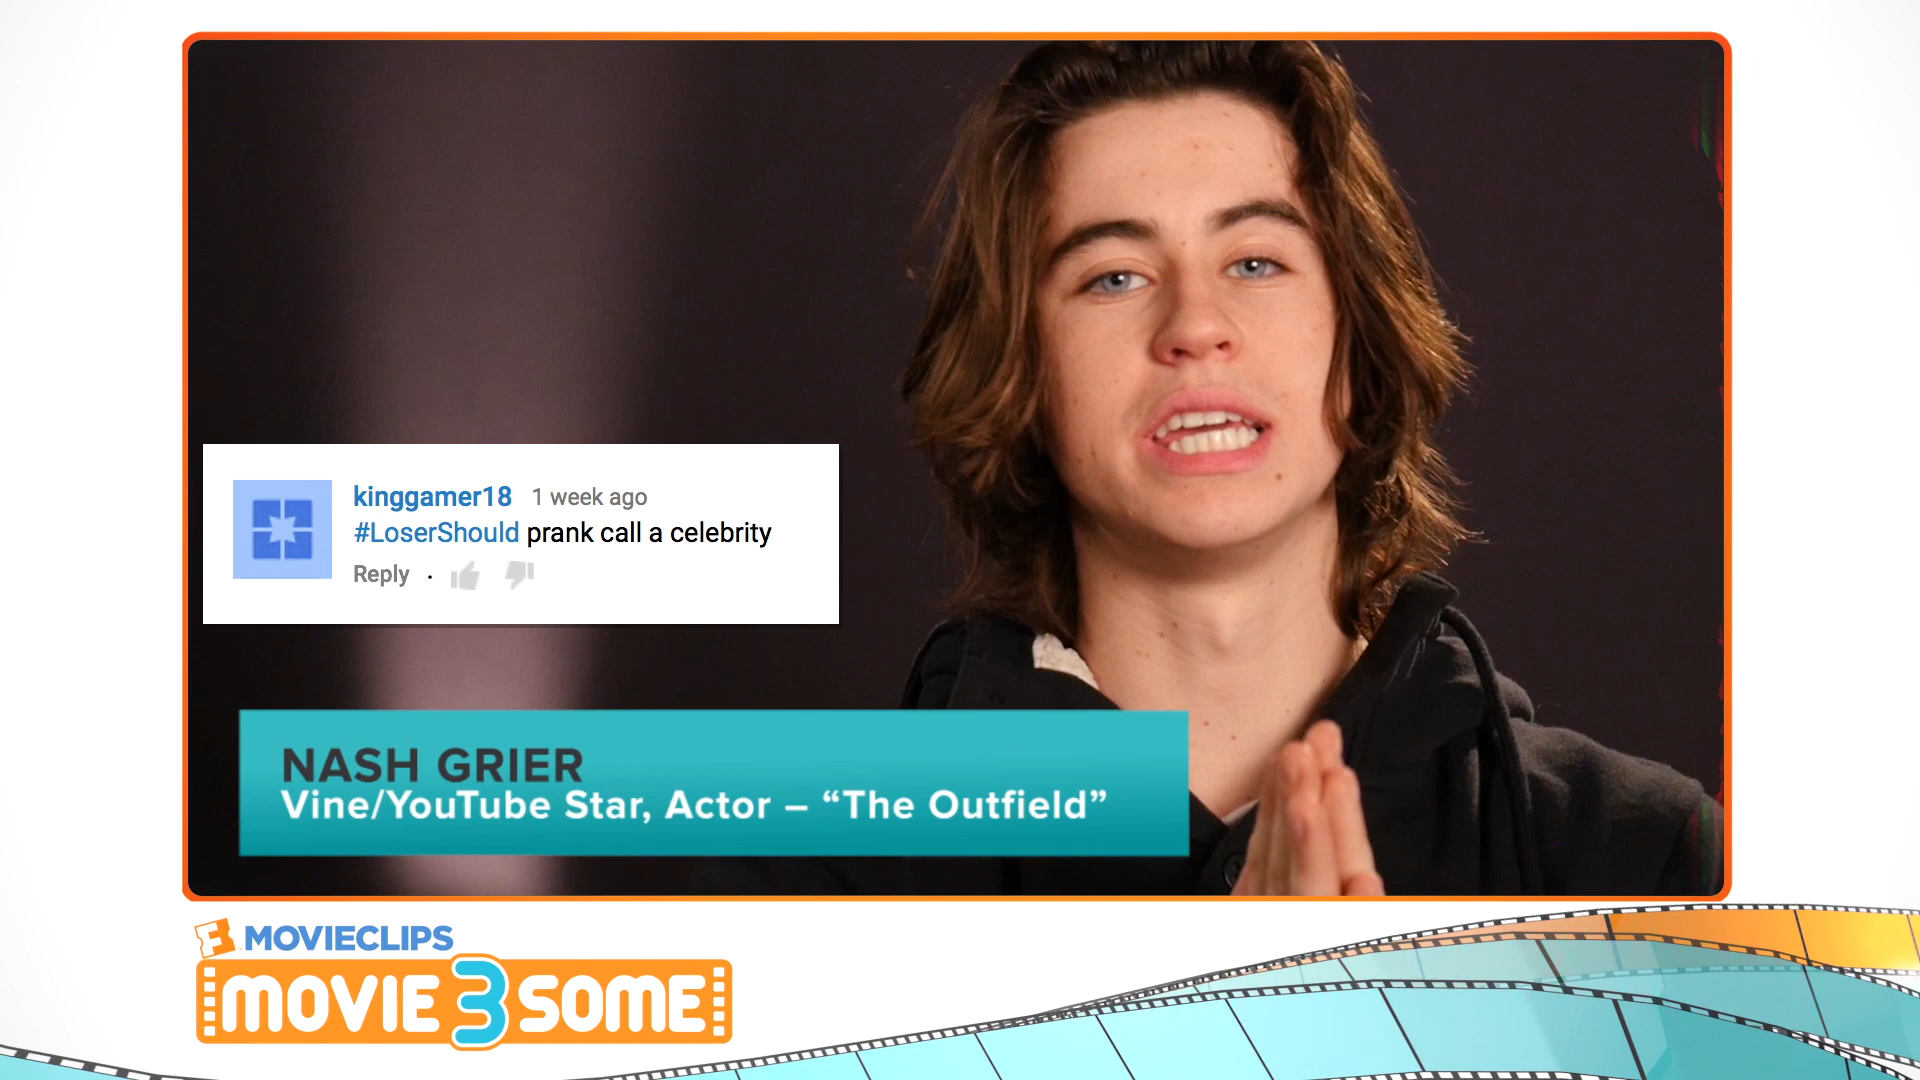 kinggamer18 1 week ago
#LoserShould prank call a celebrity
Reply ·
NASH GRIER
Vine/YouTube Star, Actor – “The Outfield”
F MOVIECLIPS
MOVIE 3 SOME